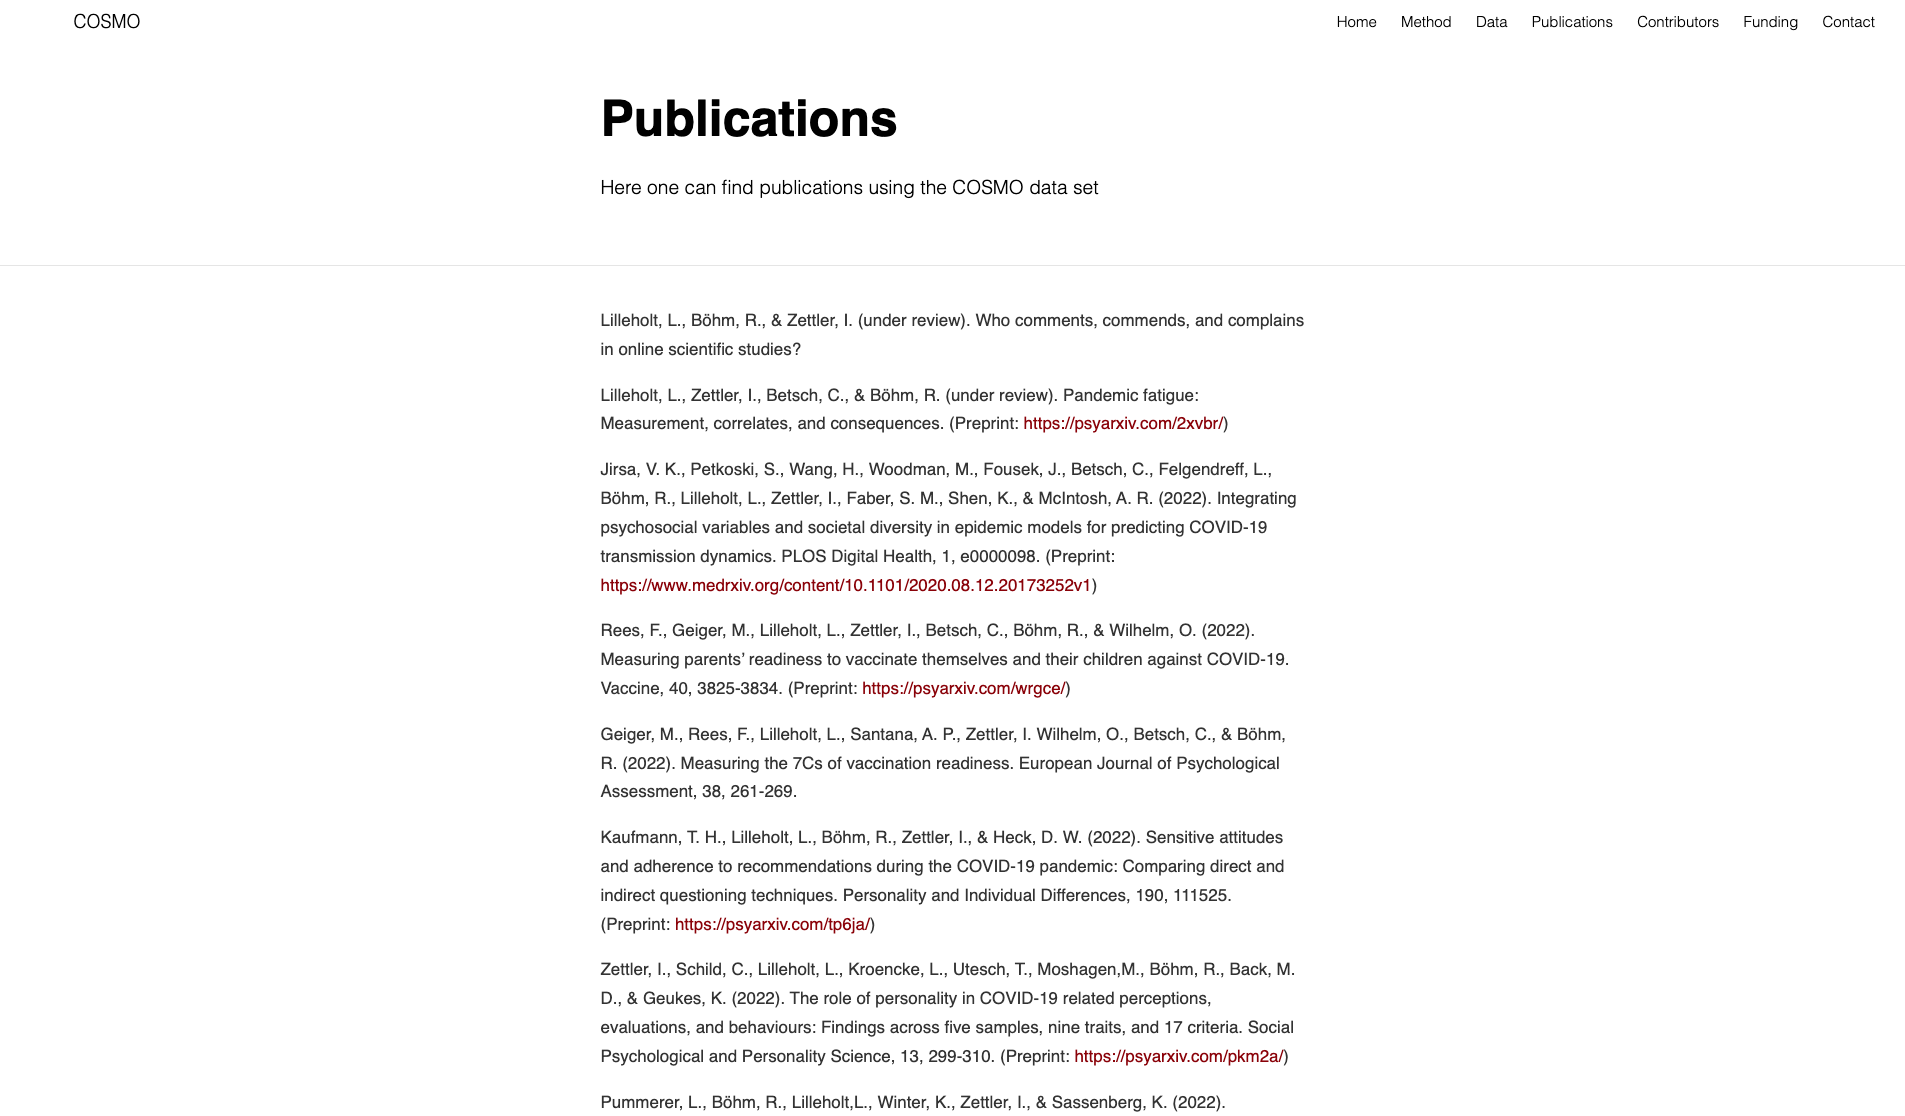 COSMO
Home Method Data Publications Contributors Funding Contact
Publications
Here one can find publications using the COSMO data set
Lilleholt, L., Böhm, R., & Zettler, I. (under review). Who comments, commends, and complains
in online scientific studies?
Lilleholt, L., Zettler, I., Betsch, C., & Böhm, R. (under review). Pandemic fatigue:
Measurement, correlates, and consequences. (Preprint: https://psyarxiv.com/2xvbr/)
Jirsa, V. K., Petkoski, S., Wang, H., Woodman, M., Fousek, J., Betsch, C., Felgendreff, L.,
Böhm, R., Lilleholt, L., Zettler, I., Faber, S. M., Shen, K., & McIntosh, A. R. (2022). Integrating
psychosocial variables and societal diversity in epidemic models for predicting COVID-19
transmission dynamics. PLOS Digital Health, 1, e0000098. (Preprint:
https://www.medrxiv.org/content/10.1101/2020.08.12.20173252v1)
Rees, F., Geiger, M., Lilleholt, L., Zettler, I., Betsch, C., Böhm, R., & Wilhelm, O. (2022).
Measuring parents’ readiness to vaccinate themselves and their children against COVID-19.
Vaccine, 40, 3825-3834. (Preprint: https://psyarxiv.com/wrgce/)
Geiger, M., Rees, F., Lilleholt, L., Santana, A. P., Zettler, I. Wilhelm, O., Betsch, C., & Böhm,
R. (2022). Measuring the 7Cs of vaccination readiness. European Journal of Psychological
Assessment, 38, 261-269.
Kaufmann, T. H., Lilleholt, L., Böhm, R., Zettler, I., & Heck, D. W. (2022). Sensitive attitudes
and adherence to recommendations during the COVID-19 pandemic: Comparing direct and
indirect questioning techniques. Personality and Individual Differences, 190, 111525.
(Preprint: https://psyarxiv.com/tp6ja/)
Zettler, I., Schild, C., Lilleholt, L., Kroencke, L., Utesch, T., Moshagen,M., Böhm, R., Back, M.
D., & Geukes, K. (2022). The role of personality in COVID-19 related perceptions,
evaluations, and behaviours: Findings across five samples, nine traits, and 17 criteria. Social
Psychological and Personality Science, 13, 299-310. (Preprint: https://psyarxiv.com/pkm2a/)
Pummerer, L., Böhm, R., Lilleholt,L., Winter, K., Zettler, I., & Sassenberg, K. (2022).